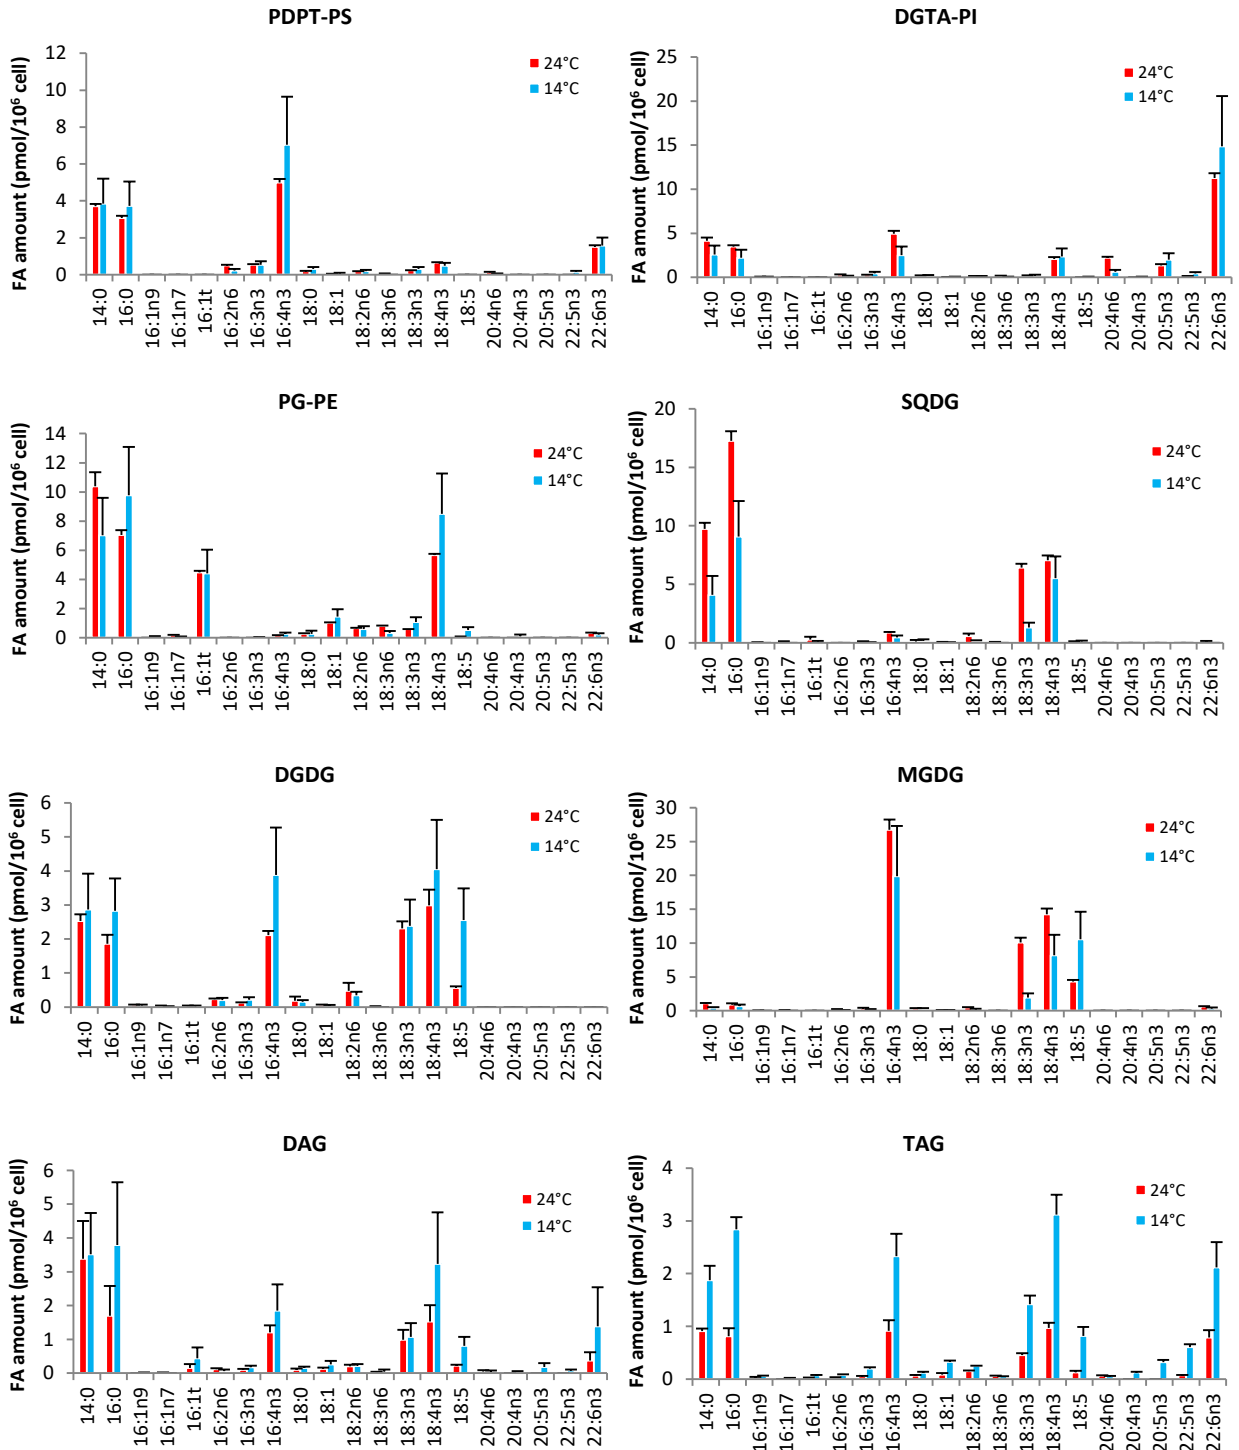 PDPT-PS
FA amount (pmol/10⁶ cell)
12
10
8
6
4
2
0
24°C
14°C
14:0
16:0
16:1n9
16:1n7
16:1t
16:2n6
16:3n3
16:4n3
18:0
18:1
18:2n6
18:3n6
18:3n3
18:4n3
18:5
20:4n6
20:4n3
20:5n3
22:5n3
22:6n3
DGTA-PI
FA amount (pmol/10⁶ cell)
25
20
15
10
5
0
24°C
14°C
14:0
16:0
16:1n9
16:1n7
16:1t
16:2n6
16:3n3
16:4n3
18:0
18:1
18:2n6
18:3n6
18:3n3
18:4n3
18:5
20:4n6
20:4n3
20:5n3
22:5n3
22:6n3
PG-PE
FA amount (pmol/10⁶ cell)
14
12
10
8
6
4
2
0
24°C
14°C
14:0
16:0
16:1n9
16:1n7
16:1t
16:2n6
16:3n3
16:4n3
18:0
18:1
18:2n6
18:3n6
18:3n3
18:4n3
18:5
20:4n6
20:4n3
20:5n3
22:5n3
22:6n3
SQDG
FA amount (pmol/10⁶ cell)
20
15
10
5
0
24°C
14°C
14:0
16:0
16:1n9
16:1n7
16:1t
16:2n6
16:3n3
16:4n3
18:0
18:1
18:2n6
18:3n6
18:3n3
18:4n3
18:5
20:4n6
20:4n3
20:5n3
22:5n3
22:6n3
DGDG
FA amount (pmol/10⁶ cell)
6
5
4
3
2
1
0
24°C
14°C
14:0
16:0
16:1n9
16:1n7
16:1t
16:2n6
16:3n3
16:4n3
18:0
18:1
18:2n6
18:3n6
18:3n3
18:4n3
18:5
20:4n6
20:4n3
20:5n3
22:5n3
22:6n3
MGDG
FA amount (pmol/10⁶ cell)
30
25
20
15
10
5
0
24°C
14°C
14:0
16:0
16:1n9
16:1n7
16:1t
16:2n6
16:3n3
16:4n3
18:0
18:1
18:2n6
18:3n6
18:3n3
18:4n3
18:5
20:4n6
20:4n3
20:5n3
22:5n3
22:6n3
DAG
FA amount (pmol/10⁶ cell)
6
5
4
3
2
1
0
24°C
14°C
14:0
16:0
16:1n9
16:1n7
16:1t
16:2n6
16:3n3
16:4n3
18:0
18:1
18:2n6
18:3n6
18:3n3
18:4n3
18:5
20:4n6
20:4n3
20:5n3
22:5n3
22:6n3
TAG
FA amount (pmol/10⁶ cell)
4
3
2
1
0
24°C
14°C
14:0
16:0
16:1n9
16:1n7
16:1t
16:2n6
16:3n3
16:4n3
18:0
18:1
18:2n6
18:3n6
18:3n3
18:4n3
18:5
20:4n6
20:4n3
20:5n3
22:5n3
22:6n3